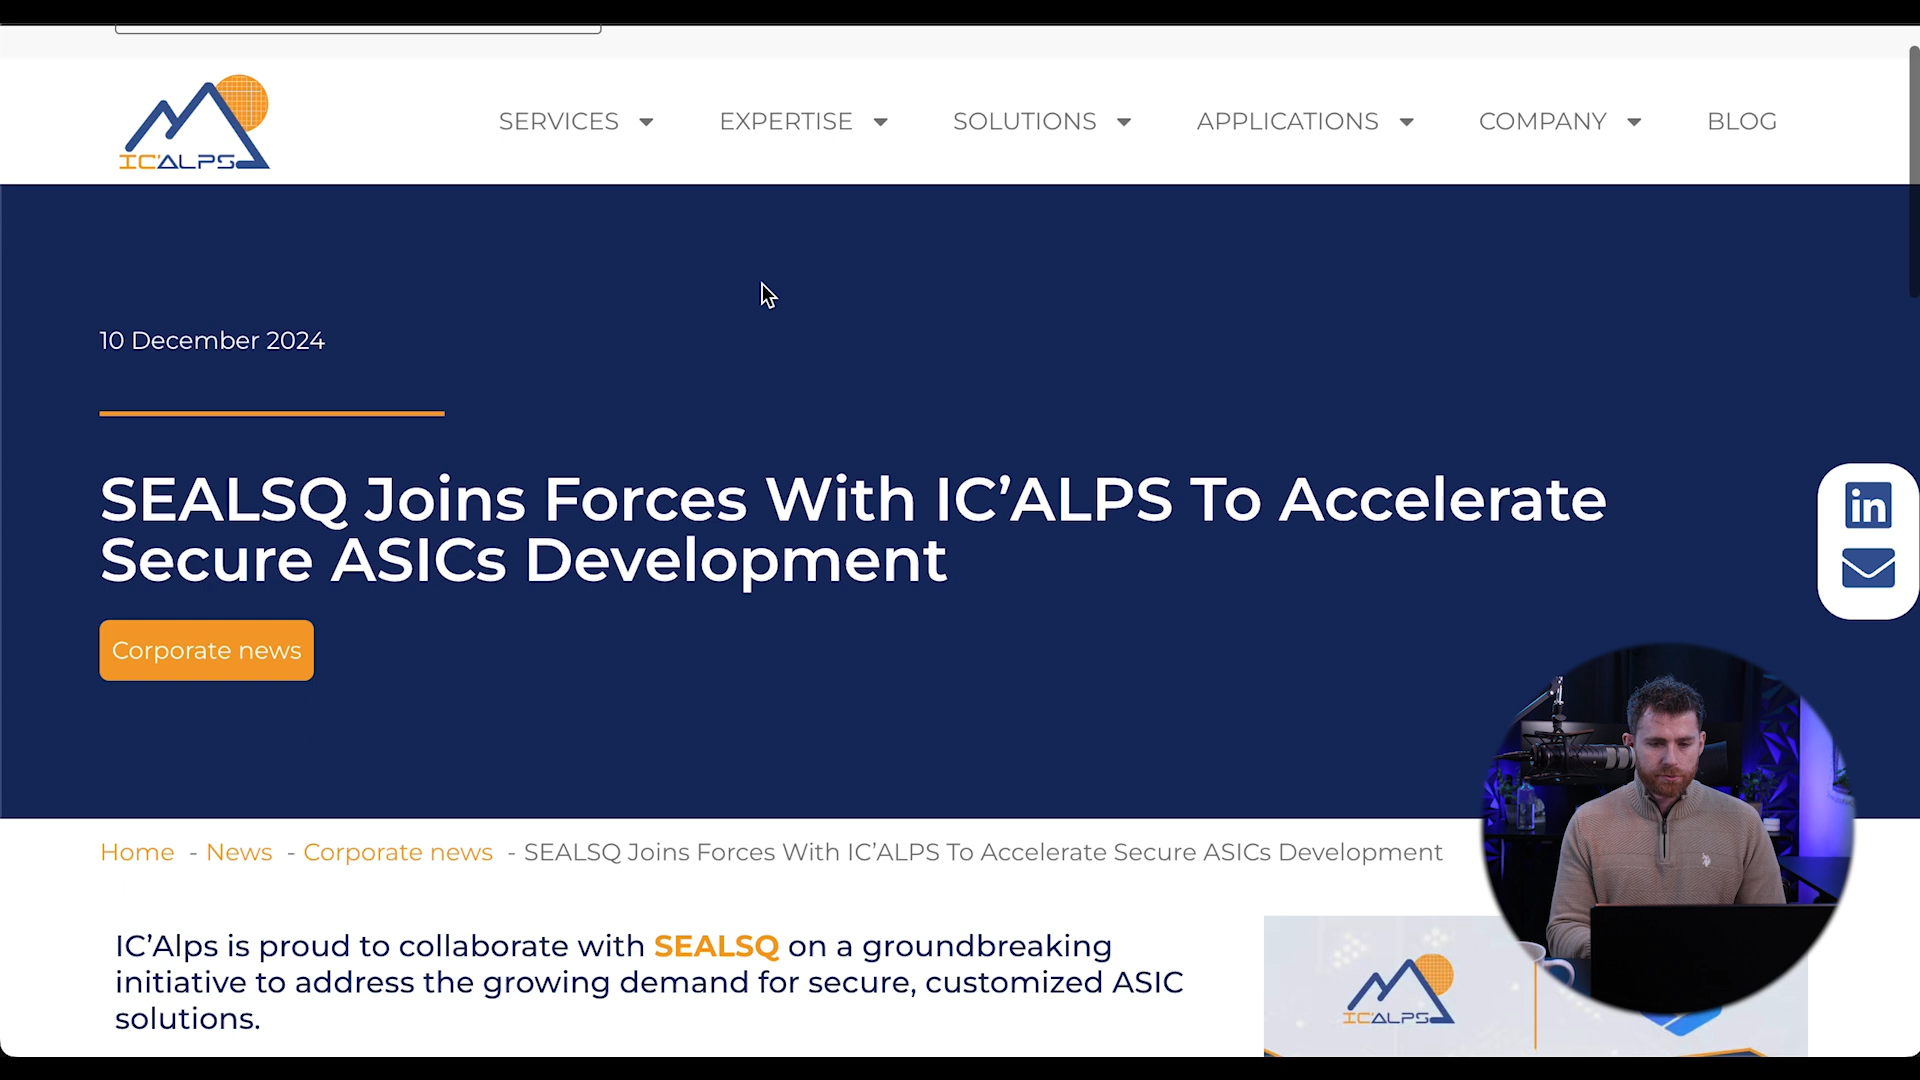 IC'ALPS
SERVICES
EXPERTISE
SOLUTIONS
APPLICATIONS
COMPANY
BLOG
10 December 2024
SEALSQ Joins Forces With IC’ALPS To Accelerate
Secure ASICs Development
in
Corporate news
Home - News - Corporate news - SEALSQ Joins Forces With IC’ALPS To Accelerate Secure ASICs Development
IC’Alps is proud to collaborate with SEALSQ on a groundbreaking
initiative to address the growing demand for secure, customized ASIC
solutions.
IC'ALPS